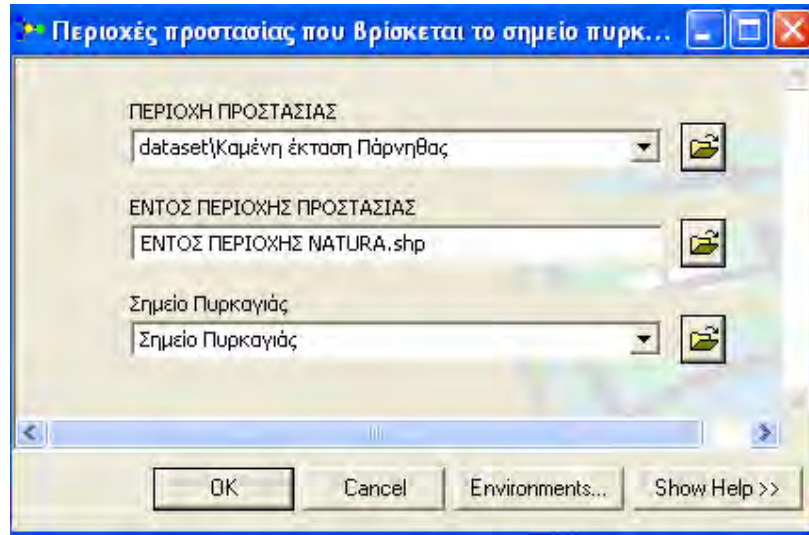 Περιοχές προστασίας που βρίσκεται το σημείο πυρκ...
ΠΕΡΙΟΧΗ ΠΡΟΣΤΑΣΙΑΣ
dataset\Καμένη έκταση Πάρνηθας
ΕΝΤΟΣ ΠΕΡΙΟΧΗΣ ΠΡΟΣΤΑΣΙΑΣ
ΕΝΤΟΣ ΠΕΡΙΟΧΗΣ NATURA.shp
Σημείο Πυρκαγιάς
Σημείο Πυρκαγιάς
OK Cancel Environments... Show Help >>